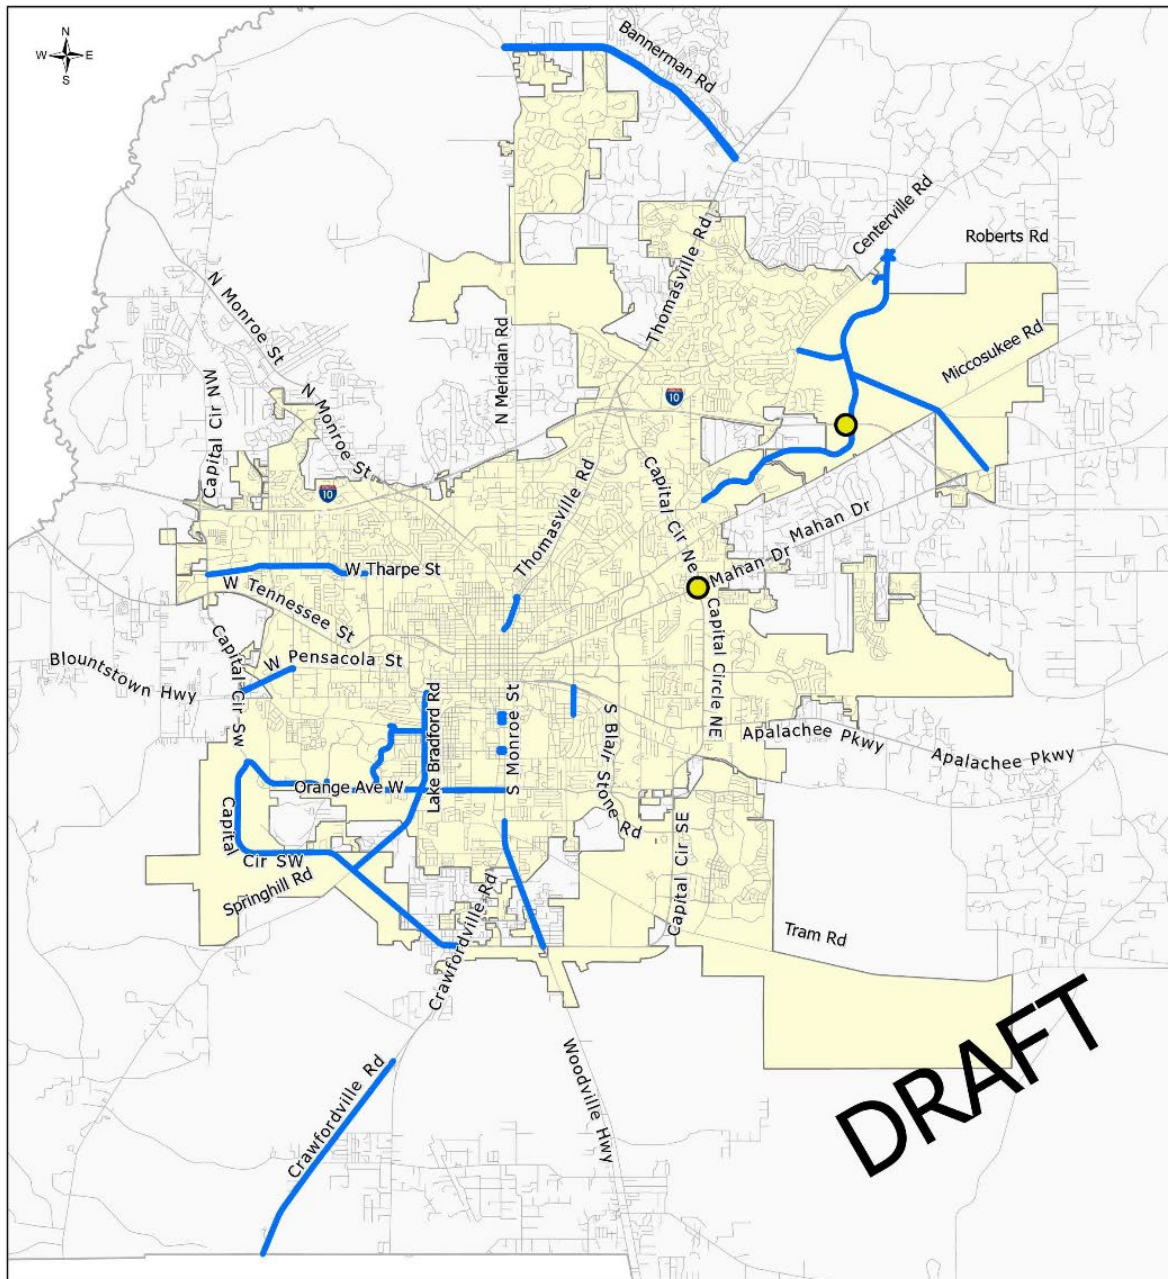 N
W E
S
Bannerman Rd
Centerville Rd
Roberts Rd
Thomasville Rd
N Monroe St
N Meridian Rd
Miccosukee Rd
Capital Cir NW
N Monroe St
10
10
Thomasville Rd
Capital Cir Ne
Mahan Dr
Mahan Dr
W Tharpe St
W Tennessee St
Capital Cir Sw
W Pensacola St
Blountstown Hwy
Lake Bradford Rd
S Monroe St
S Blair Stone Rd
Capital Circle NE
Apalachee Pkwy
Apalachee Pkwy
Orange Ave W
Capital
Cir SW
Springhill Rd
Capital Cir SE
Crawfordville Rd
Tram Rd
DRAFT
Woodville Hwy
Crawfordville Rd